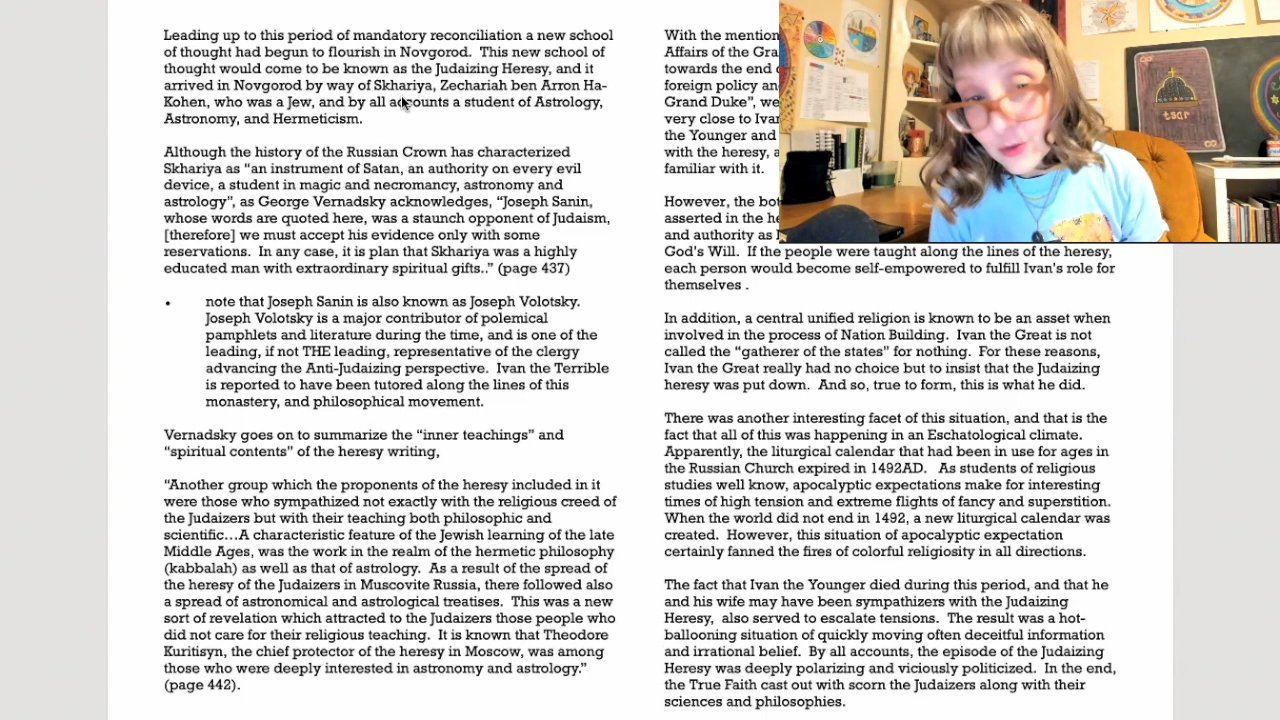 Leading up to this period of mandatory reconciliation a new school
of thought had begun to flourish in Novgorod.  This new school of
thought would come to be known as the Judaizing Heresy, and it
arrived in Novgorod by way of Skhariya, Zechariah ben Arron Ha-
Kohen, who was a Jew, and by all accounts a student of Astrology,
Astronomy, and Hermeticism.
Although the history of the Russian Crown has characterized
Skhariya as “an instrument of Satan, an authority on every evil
device, a student in magic and necromancy, astronomy and
astrology”, as George Vernadsky acknowledges, “Joseph Sanin,
whose words are quoted here, was a staunch opponent of Judaism,
[therefore] we must accept his evidence only with some
reservations.  In any case, it is plan that Skhariya was a highly
educated man with extraordinary spiritual gifts..” (page 437)
• note that Joseph Sanin is also known as Joseph Volotsky.
Joseph Volotsky is a major contributor of polemical
pamphlets and literature during the time, and is one of the
leading, if not THE leading, representative of the clergy
advancing the Anti-Judaizing perspective.  Ivan the Terrible
is reported to have been tutored along the lines of this
monastery, and philosophical movement.
Vernadsky goes on to summarize the “inner teachings” and
“spiritual contents” of the heresy writing,
“Another group which the proponents of the heresy included in it
were those who sympathized not exactly with the religious creed of
the Judaizers but with their teaching both philosophic and
scientific…A characteristic feature of the Jewish learning of the late
Middle Ages, was the work in the realm of the hermetic philosophy
(kabbalah) as well as that of astrology.  As a result of the spread of
the heresy of the Judaizers in Muscovite Russia, there followed also
a spread of astronomical and astrological treatises.  This was a new
sort of revelation which attracted to the Judaizers those people who
did not care for their religious teaching.  It is known that Theodore
Kuritisyn, the chief protector of the heresy in Moscow, was among
those who were deeply interested in astronomy and astrology.”
(page 442).
With the mention
Affairs of the Gra
towards the end o
foreign policy and
Grand Duke”, we
very close to Ivan
the Younger and
with the heresy, a
familiar with it.
However, the bot
asserted in the he
and authority as
God’s Will.  If the people were taught along the lines of the heresy,
each person would become self-empowered to fulfill Ivan’s role for
themselves .
In addition, a central unified religion is known to be an asset when
involved in the process of Nation Building.  Ivan the Great is not
called the “gatherer of the states” for nothing.  For these reasons,
Ivan the Great really had no choice but to insist that the Judaizing
heresy was put down.  And so, true to form, this is what he did.
There was another interesting facet of this situation, and that is the
fact that all of this was happening in an Eschatological climate.
Apparently, the liturgical calendar that had been in use for ages in
the Russian Church expired in 1492AD.   As students of religious
studies well know, apocalyptic expectations make for interesting
times of high tension and extreme flights of fancy and superstition.
When the world did not end in 1492, a new liturgical calendar was
created.  However, this situation of apocalyptic expectation
certainly fanned the fires of colorful religiosity in all directions.
The fact that Ivan the Younger died during this period, and that he
and his wife may have been sympathizers with the Judaizing
Heresy,  also served to escalate tensions.  The result was a hot-
ballooning situation of quickly moving often deceitful information
and irrational belief.  By all accounts, the episode of the Judaizing
Heresy was deeply polarizing and viciously politicized.  In the end,
the True Faith cast out with scorn the Judaizers along with their
sciences and philosophies.
tsar